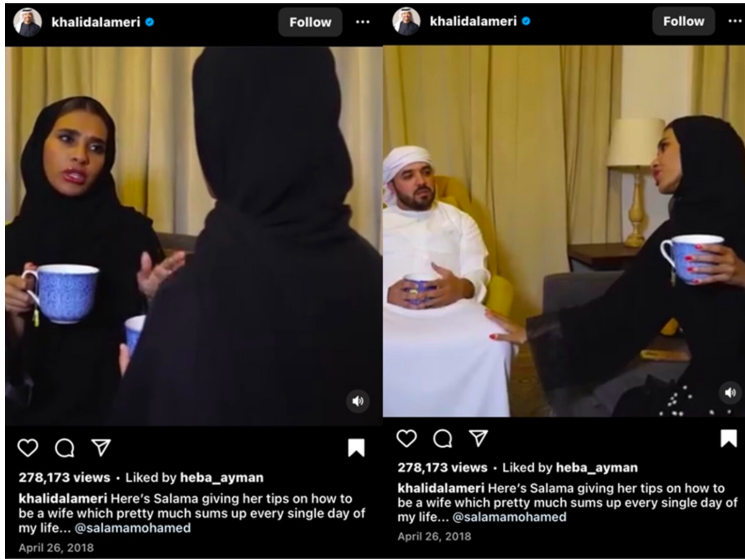 khalidalameri
Follow
278,173 views • Liked by heba_ayman
khalidalameri Here's Salama giving her tips on how to
be a wife which pretty much sums up every single day of
my life... @salamamohamed
April 26, 2018
khalidalameri
Follow
278,173 views • Liked by heba_ayman
khalidalameri Here's Salama giving her tips on how to
be a wife which pretty much sums up every single day of
my life... @salamamohamed
April 26, 2018